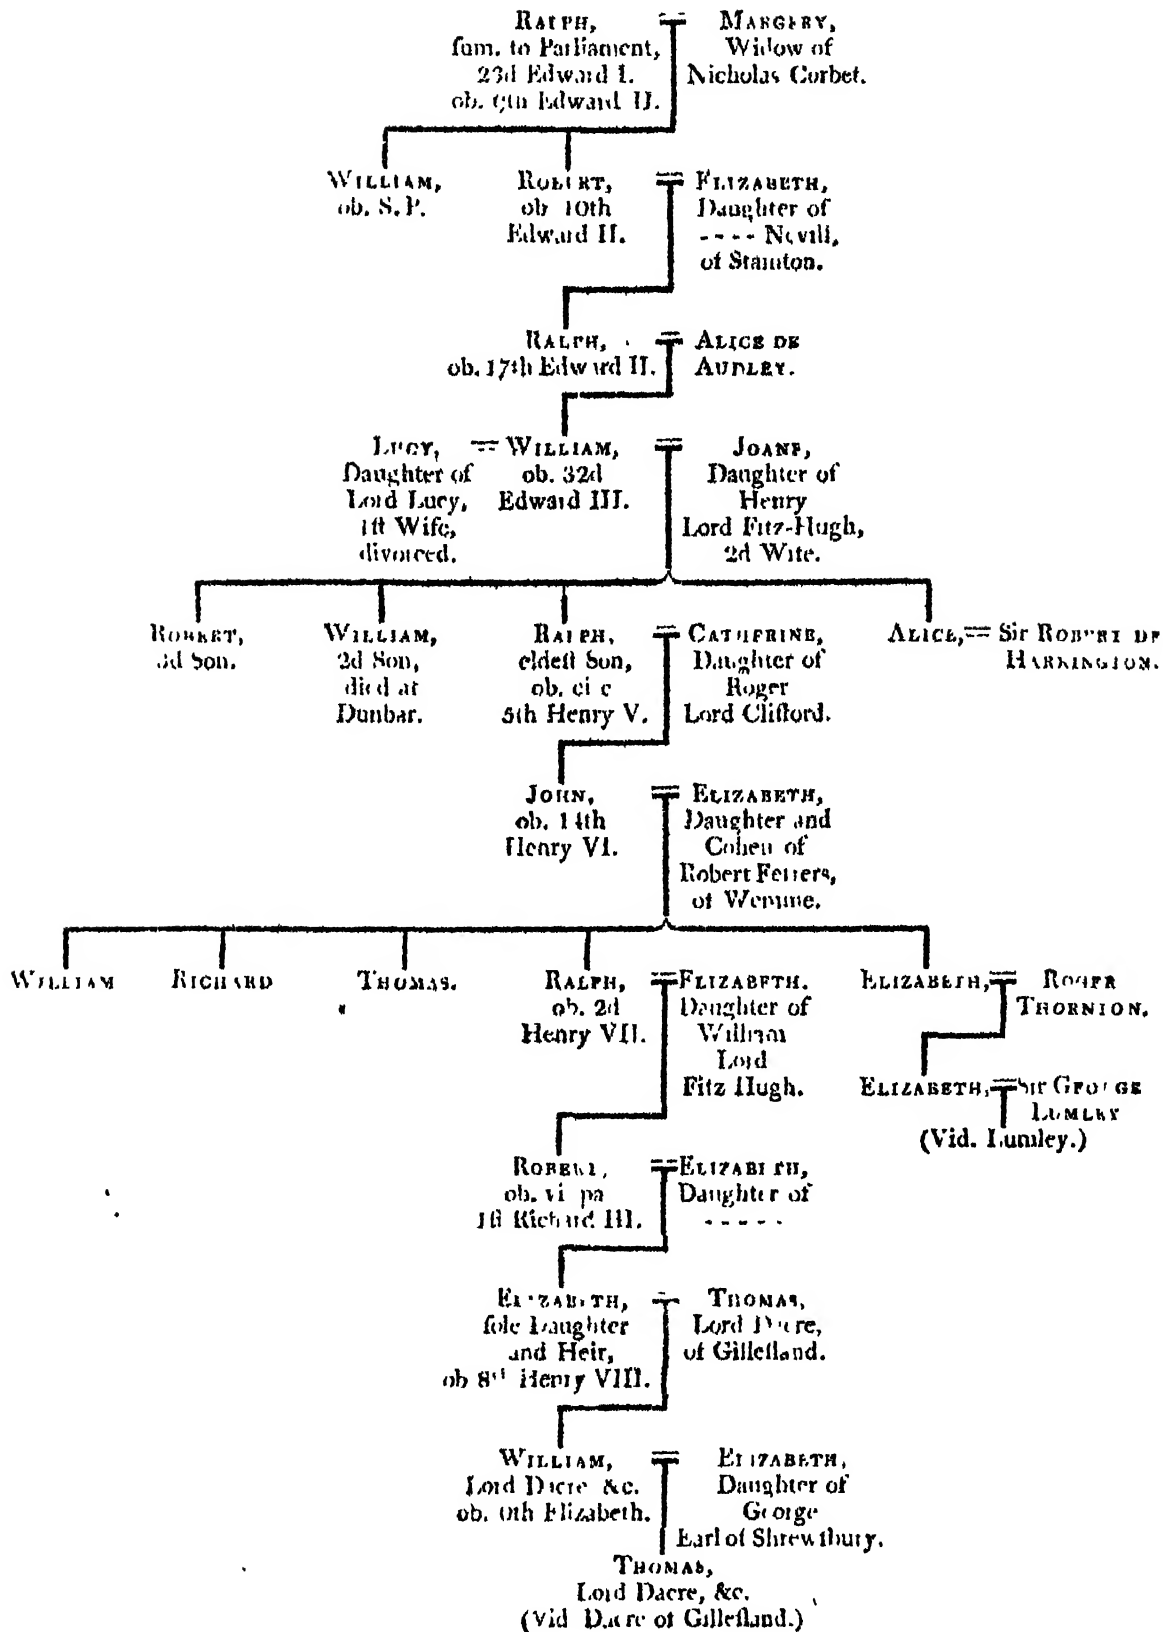 RALPH,
sum. to Parliament,
23d Edward I.
ob. 9th Edward II.
MARGERY,
Widow of
Nicholas Corbet.
WILLIAM,
ob. S.P.
ROBERT,
ob 10th
Edward II.
ELIZABETH,
Daughter of
- - - - Nevill,
of Stainton.
RALPH,
ob. 17th Edward II.
ALICE DE
AUDLEY.
LUCY,
Daughter of
Lord Lucy,
1st Wife,
divorced.
WILLIAM,
ob. 32d
Edward III.
JOANE,
Daughter of
Henry
Lord Fitz-Hugh,
2d Wife.
ROBERT,
3d Son.
WILLIAM,
2d Son,
died at
Dunbar.
RALPH,
eldest Son,
ob. circ
5th Henry V.
CATHERINE,
Daughter of
Roger
Lord Clifford.
ALICE,
Sir ROBERT DE
HARRINGTON.
JOHN,
ob. 14th
Henry VI.
ELIZABETH,
Daughter and
Coheir of
Robert Ferrers,
of Wemme.
WILLIAM
RICHARD
THOMAS.
RALPH,
ob. 2d
Henry VII.
ELIZABETH.
Daughter of
William
Lord
Fitz Hugh.
ELIZABETH,
ROGER
THORNTON.
ELIZABETH,
Sir GEORGE
LUMLEY
(Vid. Lumley.)
ROBERT,
ob. vi pa
1st Richard III.
ELIZABETH,
Daughter of
- - - - -
ELIZABETH,
sole Daughter
and Heir,
ob 8th Henry VIII.
THOMAS,
Lord Dacre,
of Gillesland.
WILLIAM,
Lord Dacre &c.
ob. Elizabeth.
ELIZABETH,
Daughter of
George
Earl of Shrewsbury.
THOMAS,
Lord Dacre, &c.
(Vid Dacre of Gillesland.)